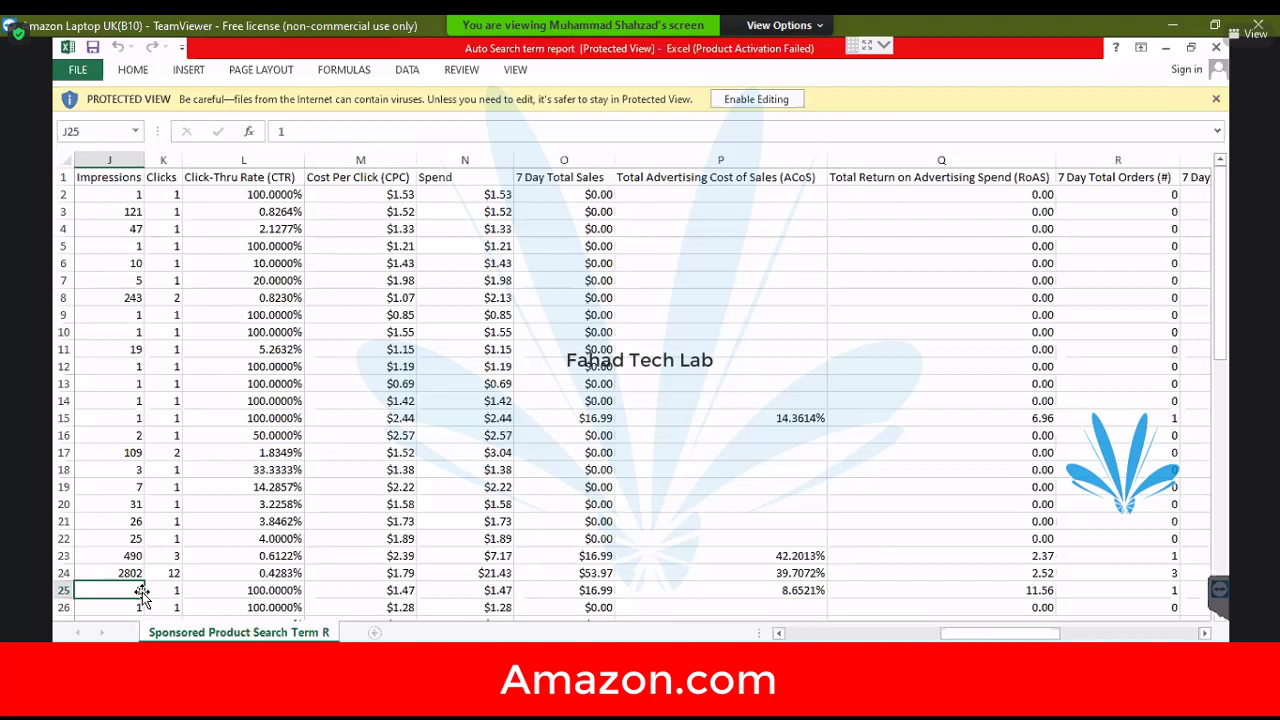 Amazon Laptop UK(B10) - TeamViewer - Free license (non-commercial use only)
You are viewing Muhammad Shahzad's screen
View Options
View
Auto Search term report [Protected View] - Excel (Product Activation Failed)
FILE HOME INSERT PAGE LAYOUT FORMULAS DATA REVIEW VIEW
Sign in
PROTECTED VIEW Be careful—files from the Internet can contain viruses. Unless you need to edit, it's safer to stay in Protected View. Enable Editing
J25 fx 1
J K L M N O P Q R
1 Impressions Clicks Click-Thru Rate (CTR) Cost Per Click (CPC) Spend 7 Day Total Sales Total Advertising Cost of Sales (ACoS) Total Return on Advertising Spend (RoAS) 7 Day Total Orders (#) 7 Day
2 1 1 100.0000% $1.53 $1.53 $0.00 0.00 0
3 121 1 0.8264% $1.52 $1.52 $0.00 0.00 0
4 47 1 2.1277% $1.33 $1.33 $0.00 0.00 0
5 1 1 100.0000% $1.21 $1.21 $0.00 0.00 0
6 10 1 10.0000% $1.43 $1.43 $0.00 0.00 0
7 5 1 20.0000% $1.98 $1.98 $0.00 0.00 0
8 243 2 0.8230% $1.07 $2.13 $0.00 0.00 0
9 1 1 100.0000% $0.85 $0.85 $0.00 0.00 0
10 1 1 100.0000% $1.55 $1.55 $0.00 0.00 0
11 19 1 5.2632% $1.15 $1.15 $0.00 0.00 0
Fahad Tech Lab
12 1 1 100.0000% $1.19 $1.19 $0.00 0.00 0
13 1 1 100.0000% $0.69 $0.69 $0.00 0.00 0
14 1 1 100.0000% $1.42 $1.42 $0.00 0.00 0
15 1 1 100.0000% $2.44 $2.44 $16.99 14.3614% 6.96 1
16 2 1 50.0000% $2.57 $2.57 $0.00 0.00 0
17 109 2 1.8349% $1.52 $3.04 $0.00 0.00 0
18 3 1 33.3333% $1.38 $1.38 $0.00 0.00 0
19 7 1 14.2857% $2.22 $2.22 $0.00 0.00 0
20 31 1 3.2258% $1.58 $1.58 $0.00 0.00 0
21 26 1 3.8462% $1.73 $1.73 $0.00 0.00 0
22 25 1 4.0000% $1.89 $1.89 $0.00 0.00 0
23 490 3 0.6122% $2.39 $7.17 $16.99 42.2013% 2.37 1
24 2802 12 0.4283% $1.79 $21.43 $53.97 39.7072% 2.52 3
25 1 100.0000% $1.47 $1.47 $16.99 8.6521% 11.56 1
26 1 1 100.0000% $1.28 $1.28 $0.00 0.00 0
Sponsored Product Search Term R
Amazon.com